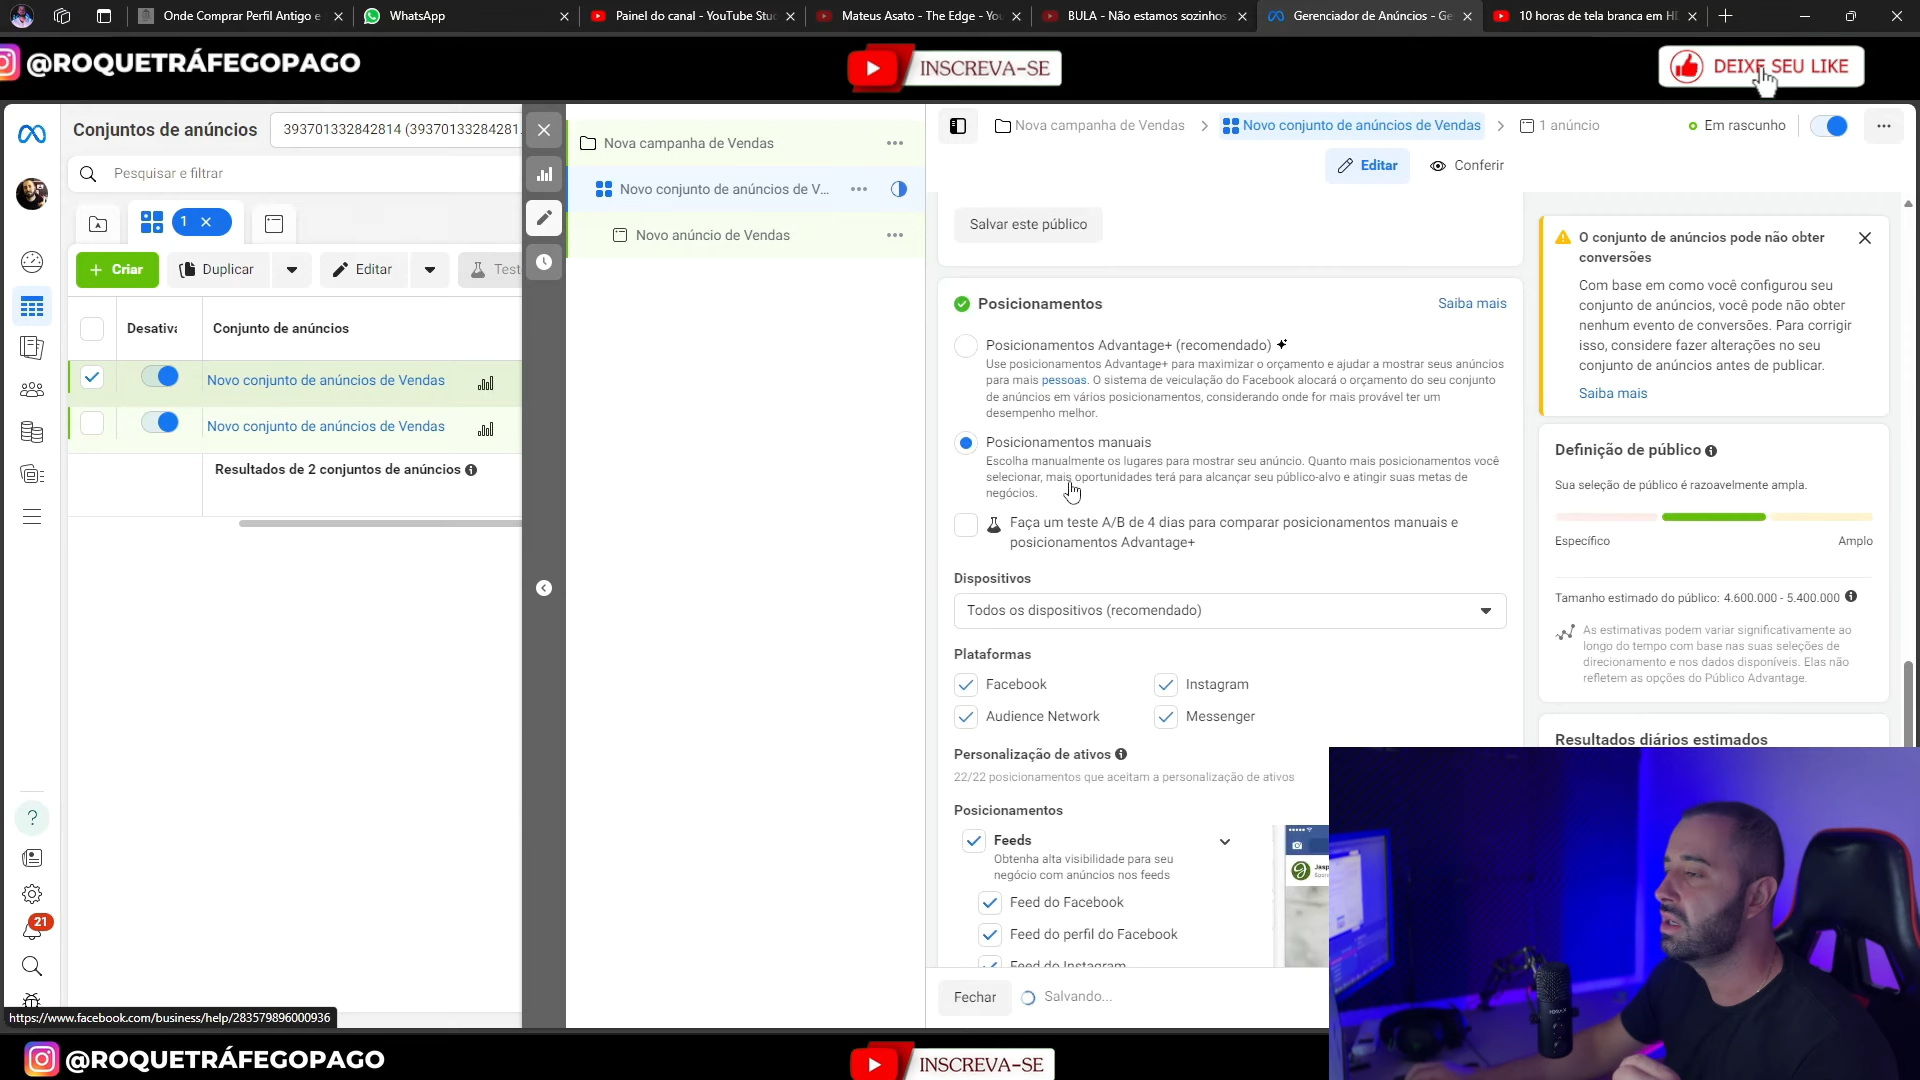 Onde Comprar Perfil Antigo e
WhatsApp
Painel do canal - YouTube Stu
Mateus Asato - The Edge - Yo
BULA - Não estamos sozinhos
Gerenciador de Anúncios - Ge
10 horas de tela branca em H
@ROQUETRÁFEGOPAGO
INSCREVA-SE
DEIXE SEU LIKE
Conjuntos de anúncios
393701332842814 (39370133284281...
Pesquisar e filtrar
1
Criar
Duplicar
Editar
Test
Desativa
Conjunto de anúncios
Novo conjunto de anúncios de Vendas
Novo conjunto de anúncios de Vendas
Resultados de 2 conjuntos de anúncios
21
https://www.facebook.com/business/help/283579896000936
Nova campanha de Vendas
Novo conjunto de anúncios de V...
Novo anúncio de Vendas
Nova campanha de Vendas
Novo conjunto de anúncios de Vendas
1 anúncio
Em rascunho
Editar
Conferir
Salvar este público
Posicionamentos
Saiba mais
Posicionamentos Advantage+ (recomendado)
Use posicionamentos Advantage+ para maximizar o orçamento e ajudar a mostrar seus anúncios
para mais pessoas. O sistema de veiculação do Facebook alocará o orçamento do seu conjunto
de anúncios em vários posicionamentos, considerando onde for mais provável ter um
desempenho melhor.
Posicionamentos manuais
Escolha manualmente os lugares para mostrar seu anúncio. Quanto mais posicionamentos você
selecionar, mais oportunidades terá para alcançar seu público-alvo e atingir suas metas de
negócios.
Faça um teste A/B de 4 dias para comparar posicionamentos manuais e
posicionamentos Advantage+
Dispositivos
Todos os dispositivos (recomendado)
Plataformas
Facebook
Instagram
Audience Network
Messenger
Personalização de ativos
22/22 posicionamentos que aceitam a personalização de ativos
Posicionamentos
Feeds
Obtenha alta visibilidade para seu
negócio com anúncios nos feeds
Feed do Facebook
Feed do perfil do Facebook
Feed do Instagram
Fechar
Salvando...
O conjunto de anúncios pode não obter
conversões
Com base em como você configurou seu
conjunto de anúncios, você pode não obter
nenhum evento de conversões. Para corrigir
isso, considere fazer alterações no seu
conjunto de anúncios antes de publicar.
Saiba mais
Definição de público
Sua seleção de público é razoavelmente ampla.
Específico
Amplo
Tamanho estimado do público: 4.600.000 - 5.400.000
As estimativas podem variar significativamente ao
longo do tempo com base nas suas seleções de
direcionamento e nos dados disponíveis. Elas não
refletem as opções do Público Advantage.
Resultados diários estimados
@ROQUETRÁFEGOPAGO
INSCREVA-SE